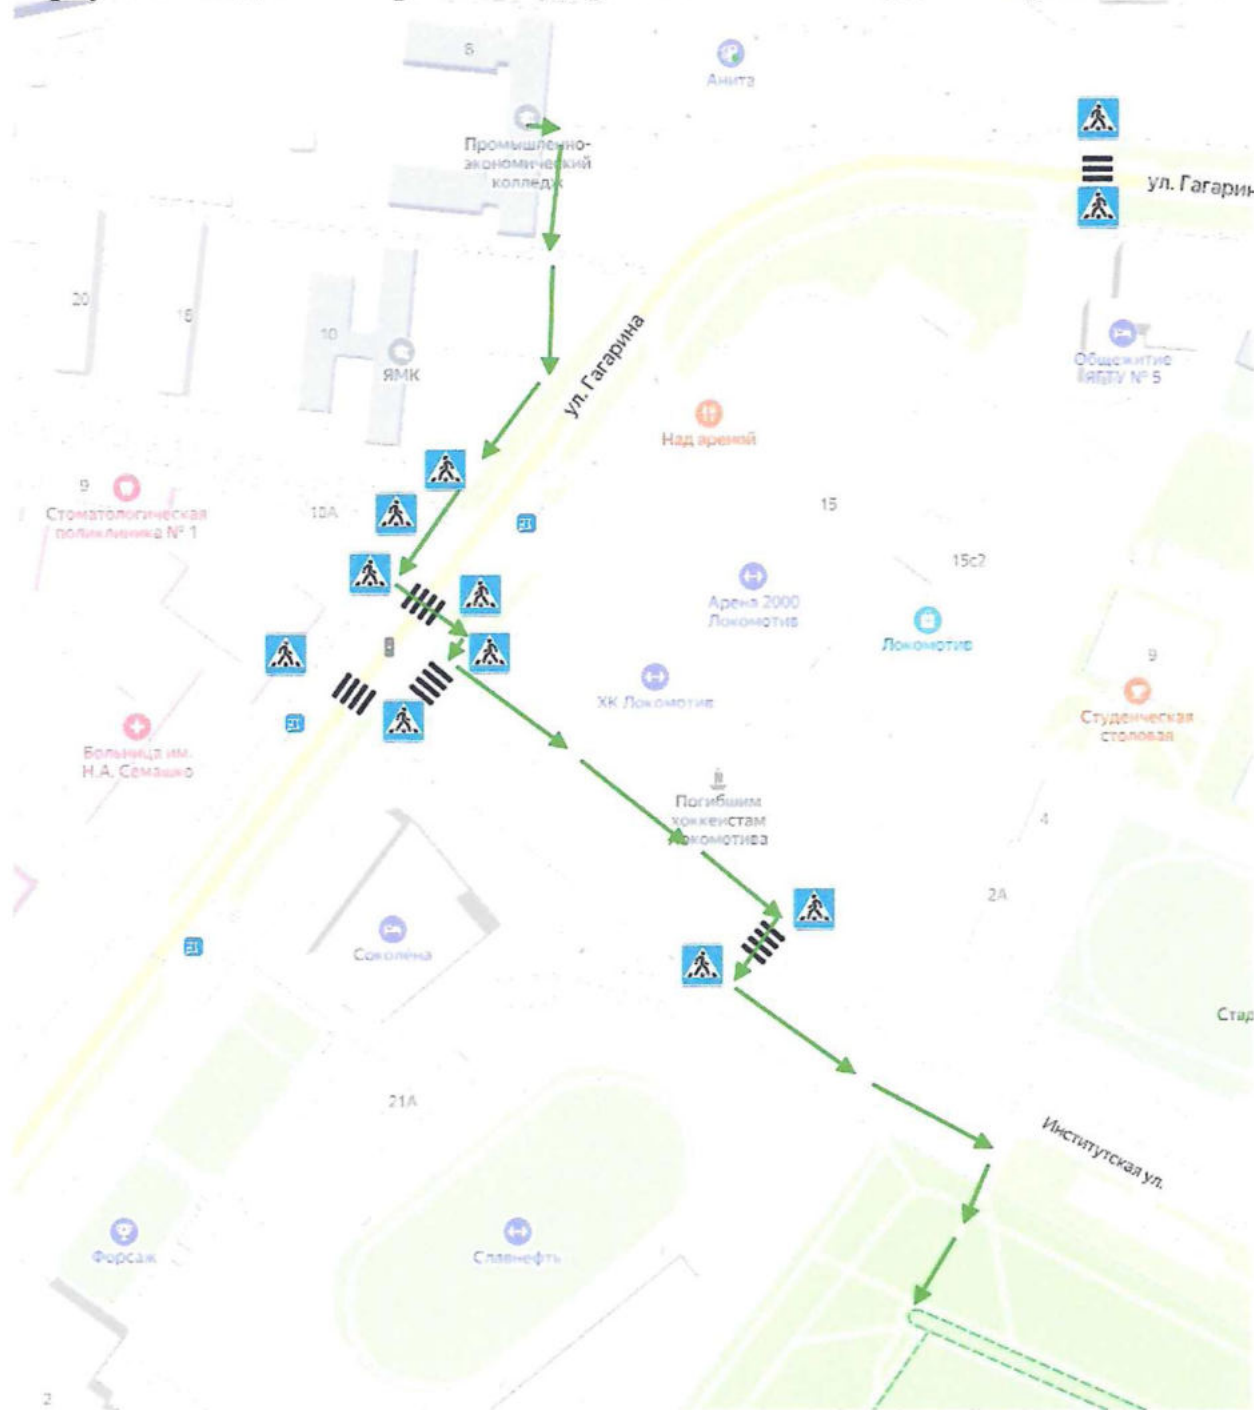 8
Анита
Промышленно-
экономический
колледж
ул. Гагарин
20
18
10
ЯМК
ул. Гагарина
Общежитие
ЯГТУ № 5
Над ареной
9
Стоматологическая
поликлиника № 1
10А
15
15с2
Арена 2000
Локомотив
Локомотив
9
ХК Локомотив
Студенческая
столовая
Больница им.
Н.А. Семашко
Погибшим
хоккеистам
Локомотива
4
2А
Соколёна
Стад
21А
Институтская ул.
Форсаж
Славнефть
2